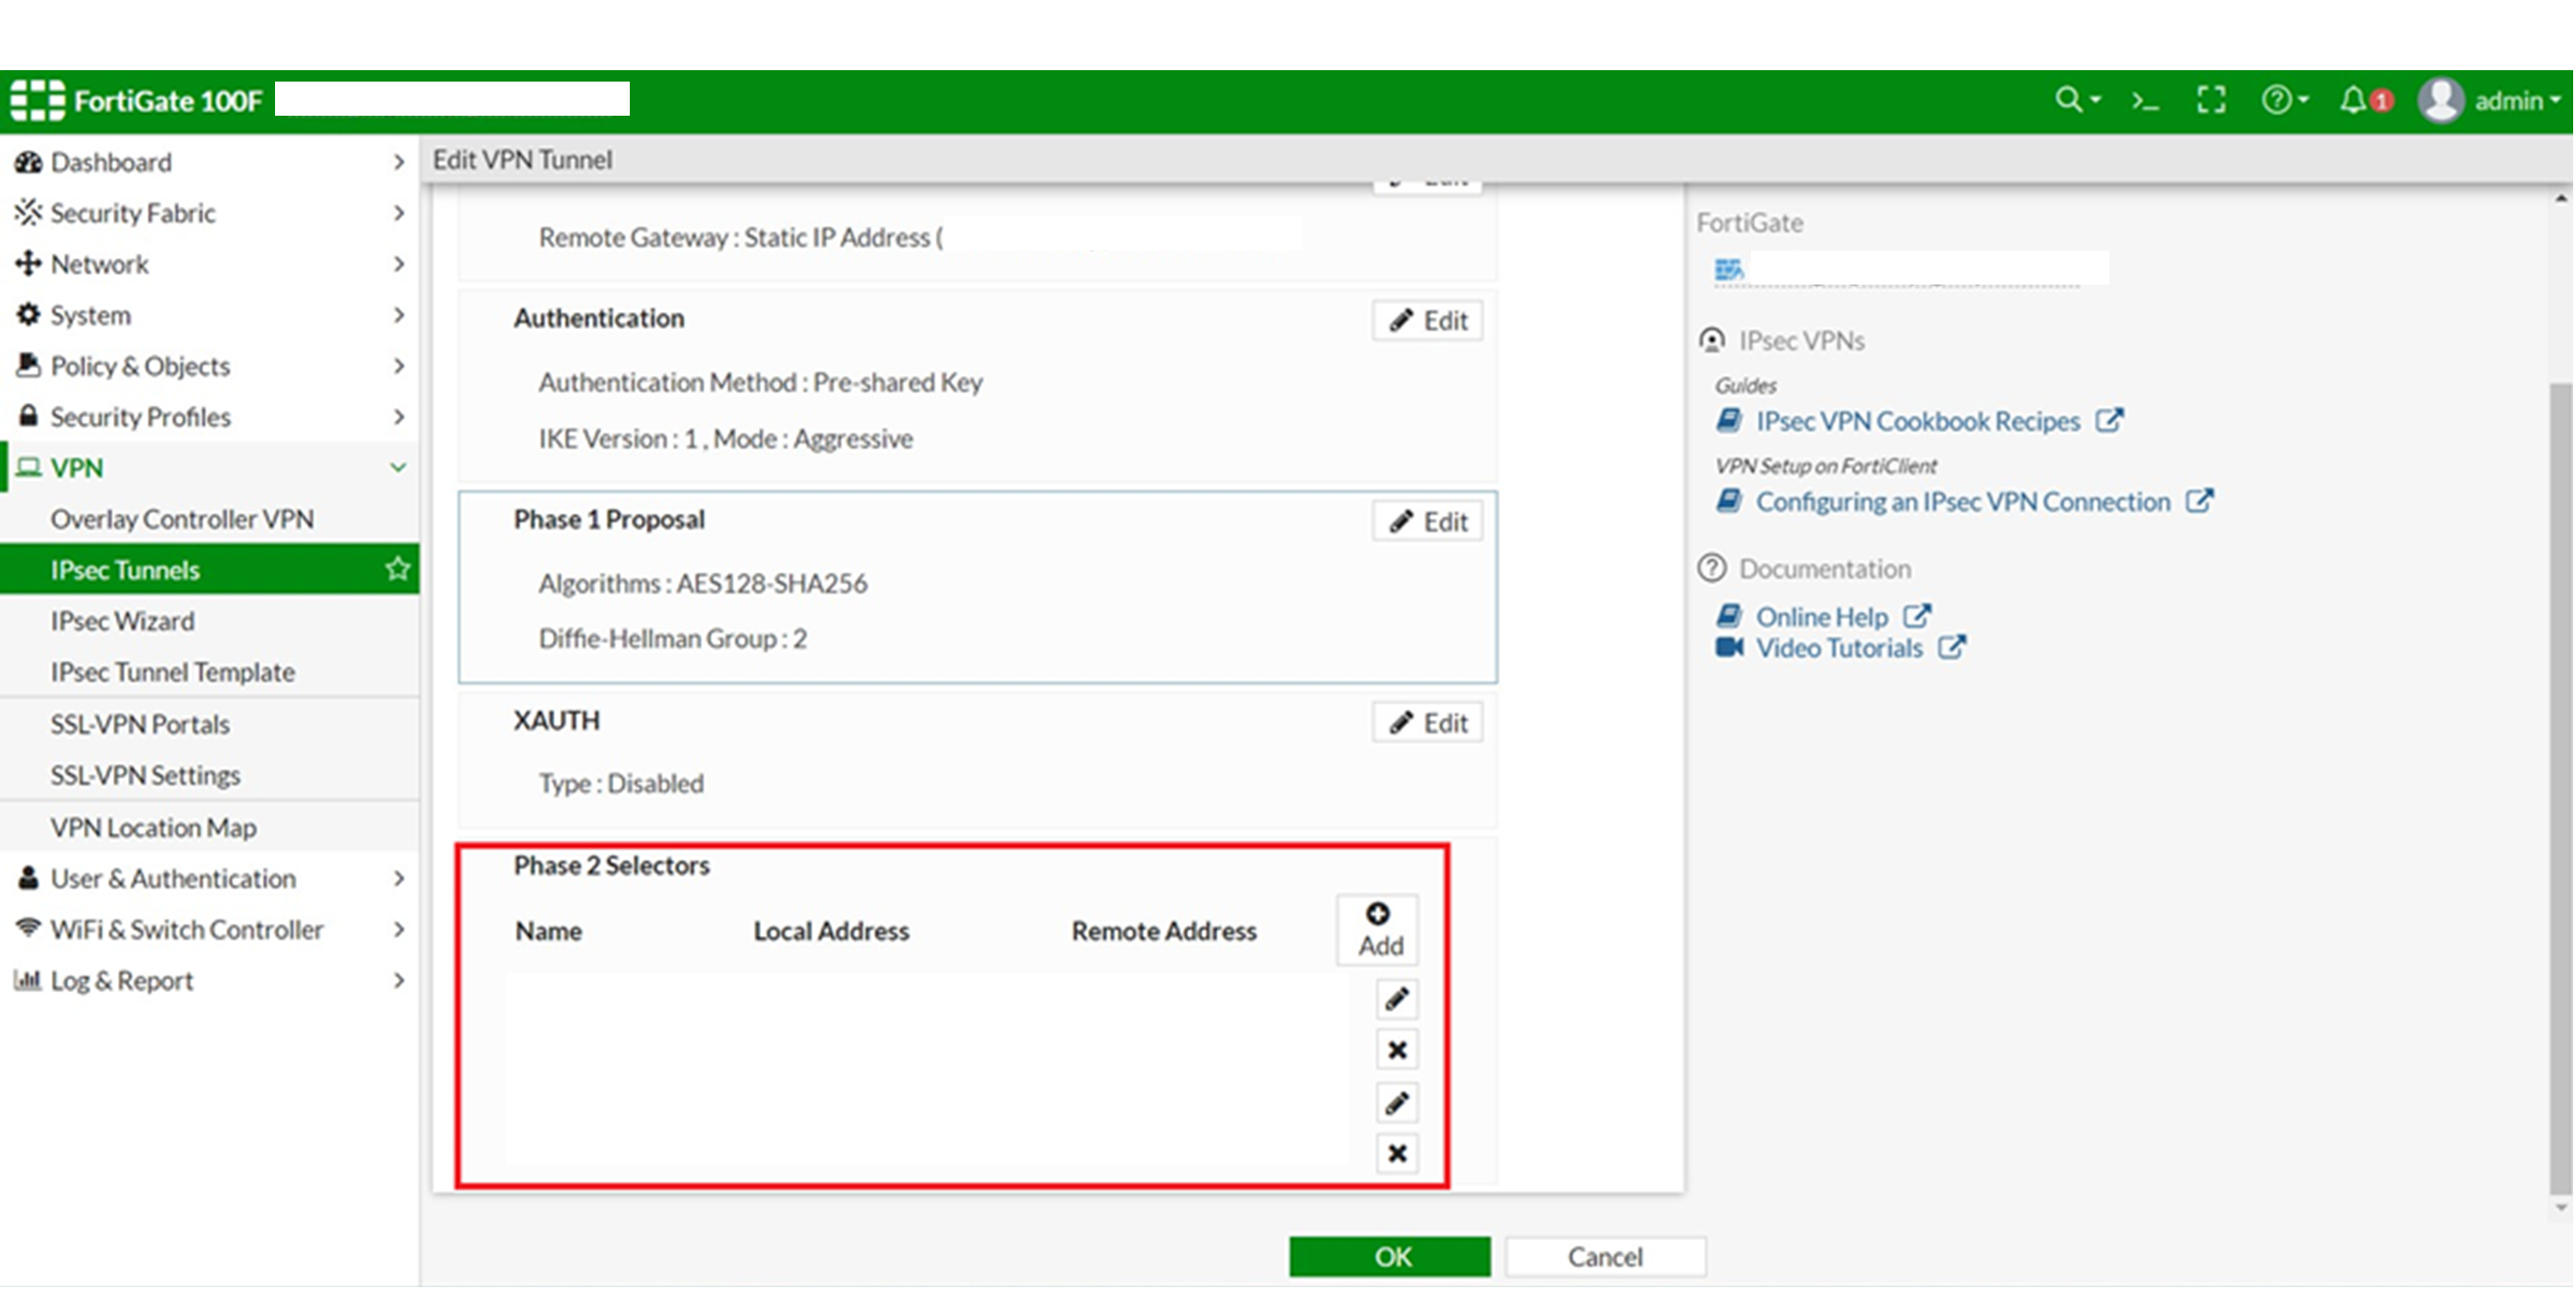 FortiGate 100F
1
admin
Dashboard
Security Fabric
Network
System
Policy & Objects
Security Profiles
VPN
Overlay Controller VPN
IPsec Tunnels
IPsec Wizard
IPsec Tunnel Template
SSL-VPN Portals
SSL-VPN Settings
VPN Location Map
User & Authentication
WiFi & Switch Controller
Log & Report
Edit VPN Tunnel
Remote Gateway : Static IP Address (
Authentication
Edit
Authentication Method : Pre-shared Key
IKE Version : 1 , Mode : Aggressive
Phase 1 Proposal
Edit
Algorithms : AES128-SHA256
Diffie-Hellman Group : 2
XAUTH
Edit
Type : Disabled
Phase 2 Selectors
Name Local Address Remote Address
Add
OK Cancel
FortiGate
IPsec VPNs
Guides
IPsec VPN Cookbook Recipes
VPN Setup on FortiClient
Configuring an IPsec VPN Connection
Documentation
Online Help
Video Tutorials